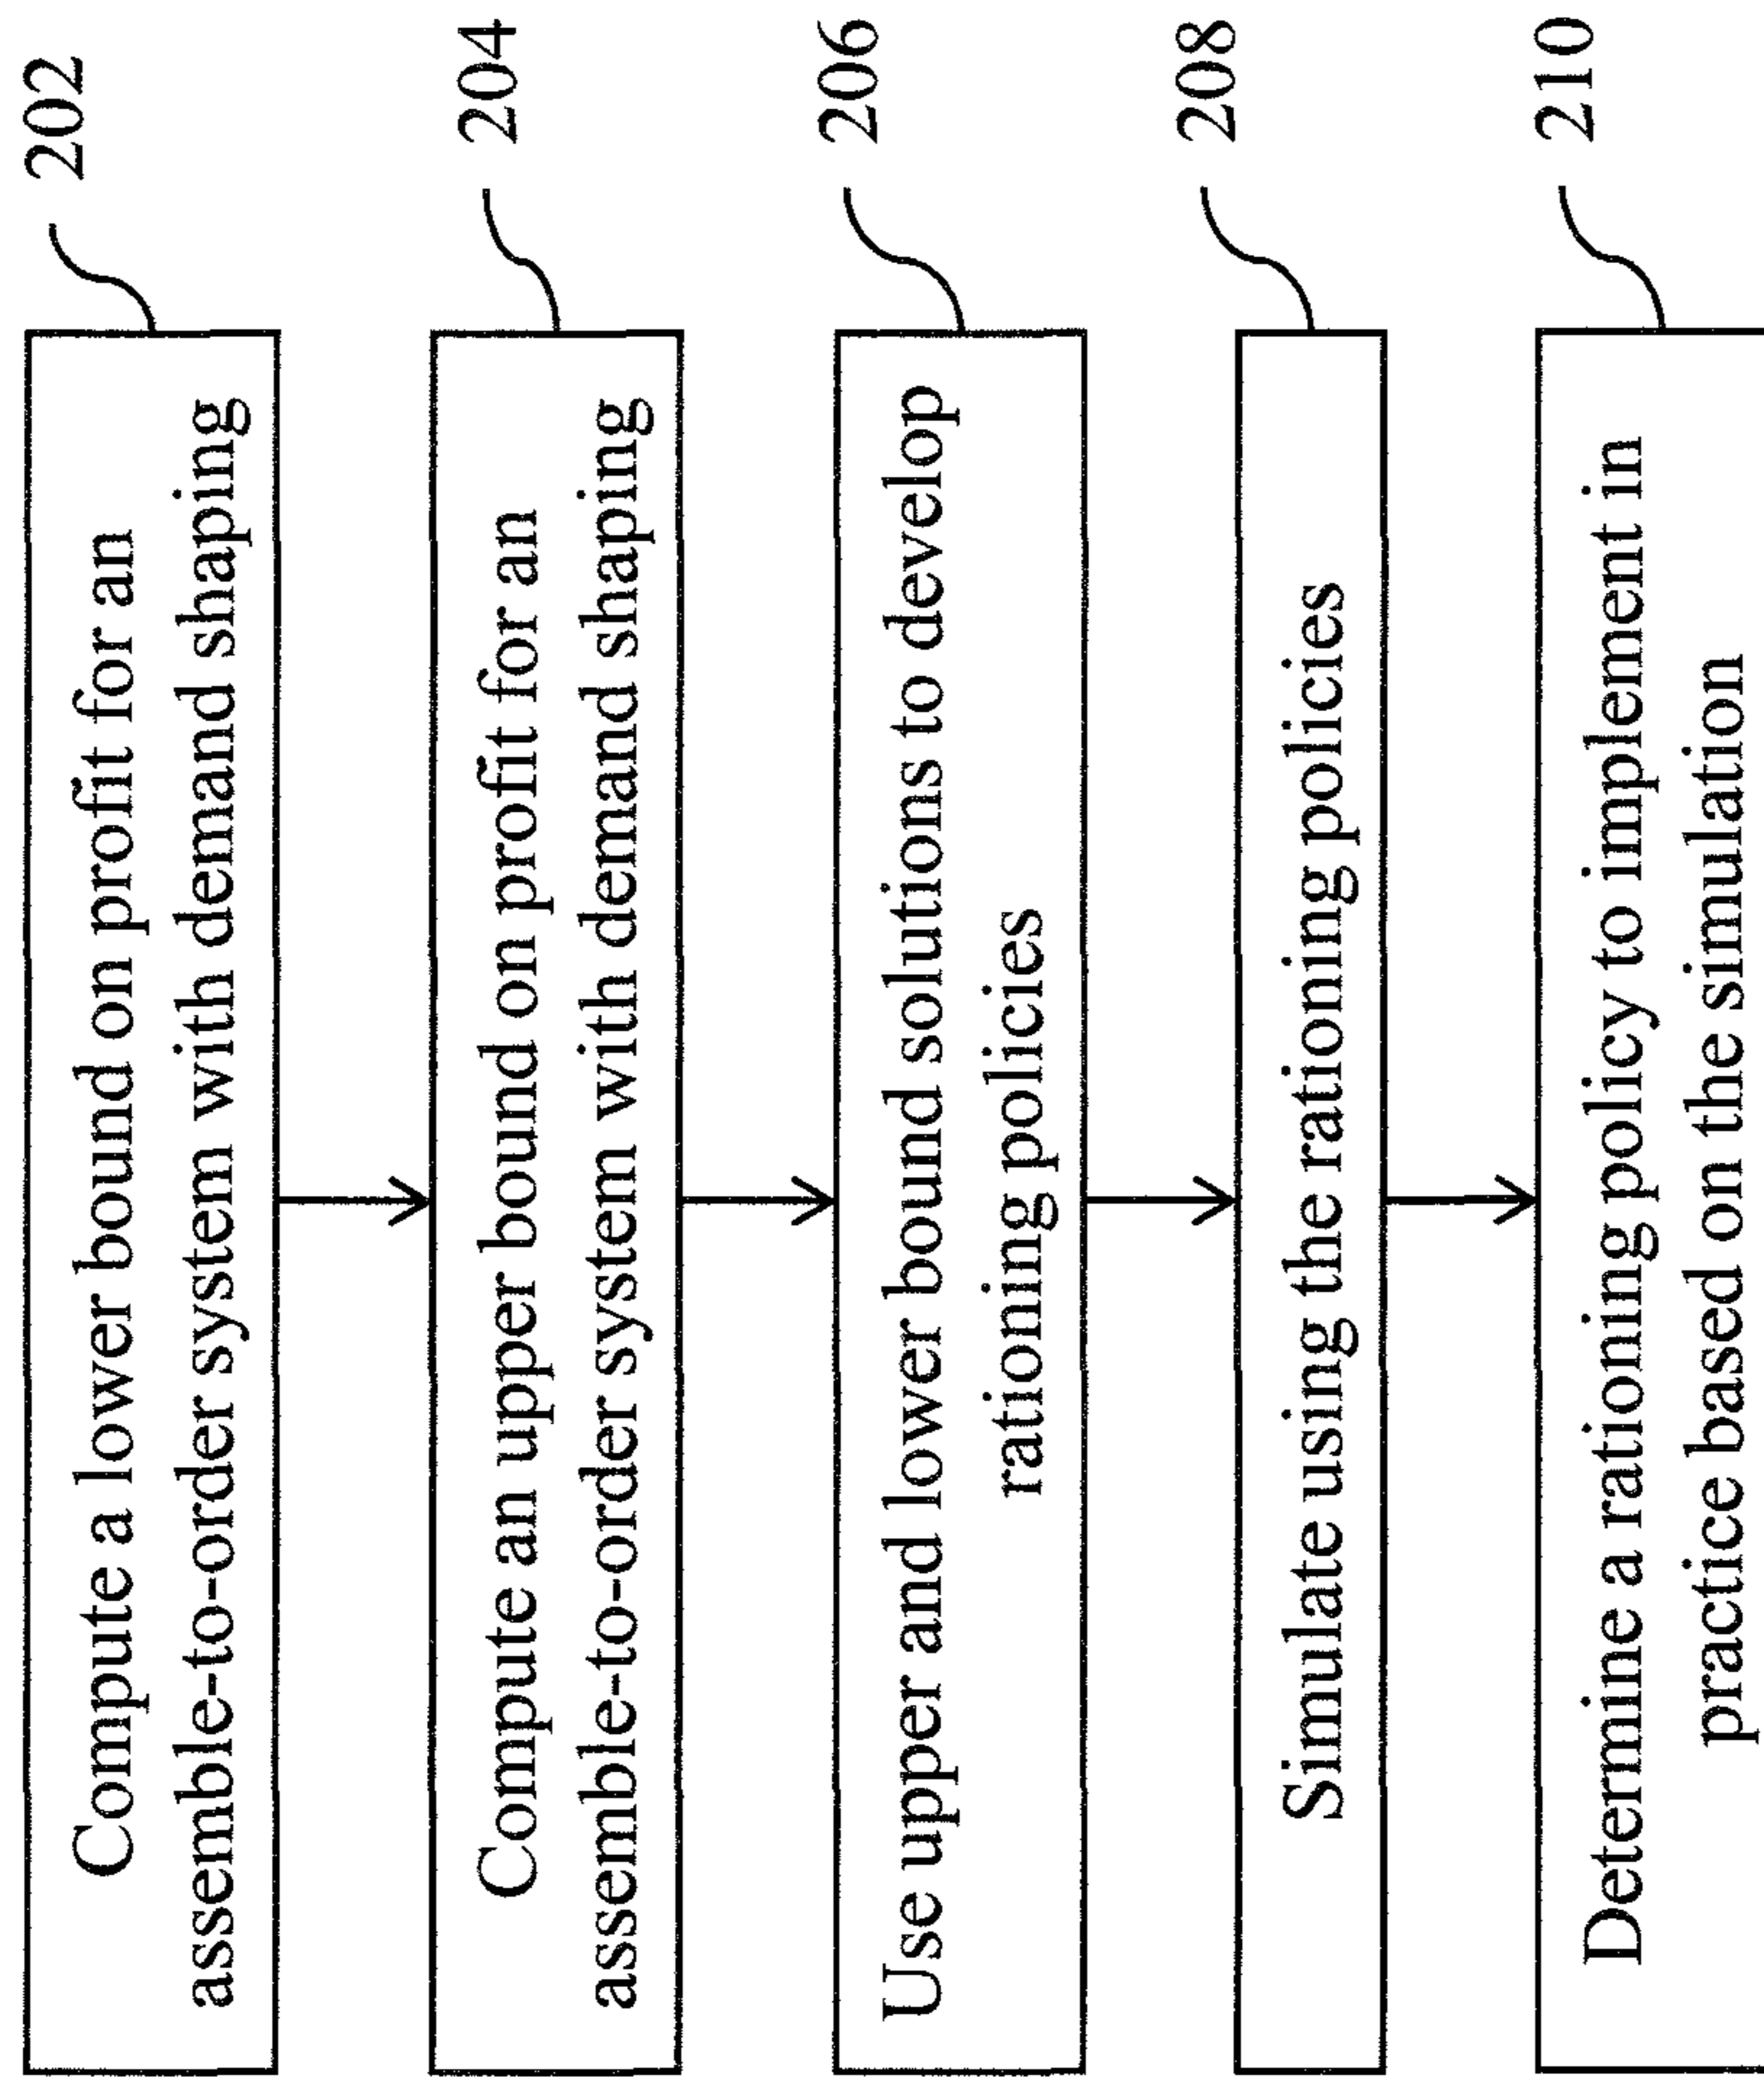 Compute a lower bound on profit for an
assemble-to-order system with demand shaping
202
Compute an upper bound on profit for an
assemble-to-order system with demand shaping
204
Use upper and lower bound solutions to develop
rationing policies
206
Simulate using the rationing policies
208
Determine a rationing policy to implement in
practice based on the simulation
210